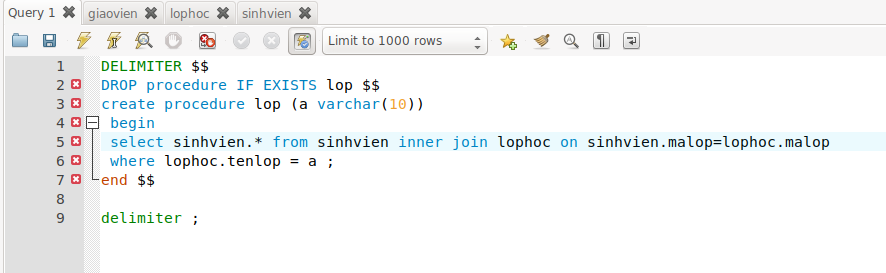 Query 1 giaovien lophoc sinhvien
Limit to 1000 rows
1 DELIMITER $$
2 DROP procedure IF EXISTS lop $$
3 create procedure lop (a varchar(10))
4 begin
5 select sinhvien.* from sinhvien inner join lophoc on sinhvien.malop=lophoc.malop
6 where lophoc.tenlop = a ;
7 end $$
8
9 delimiter ;